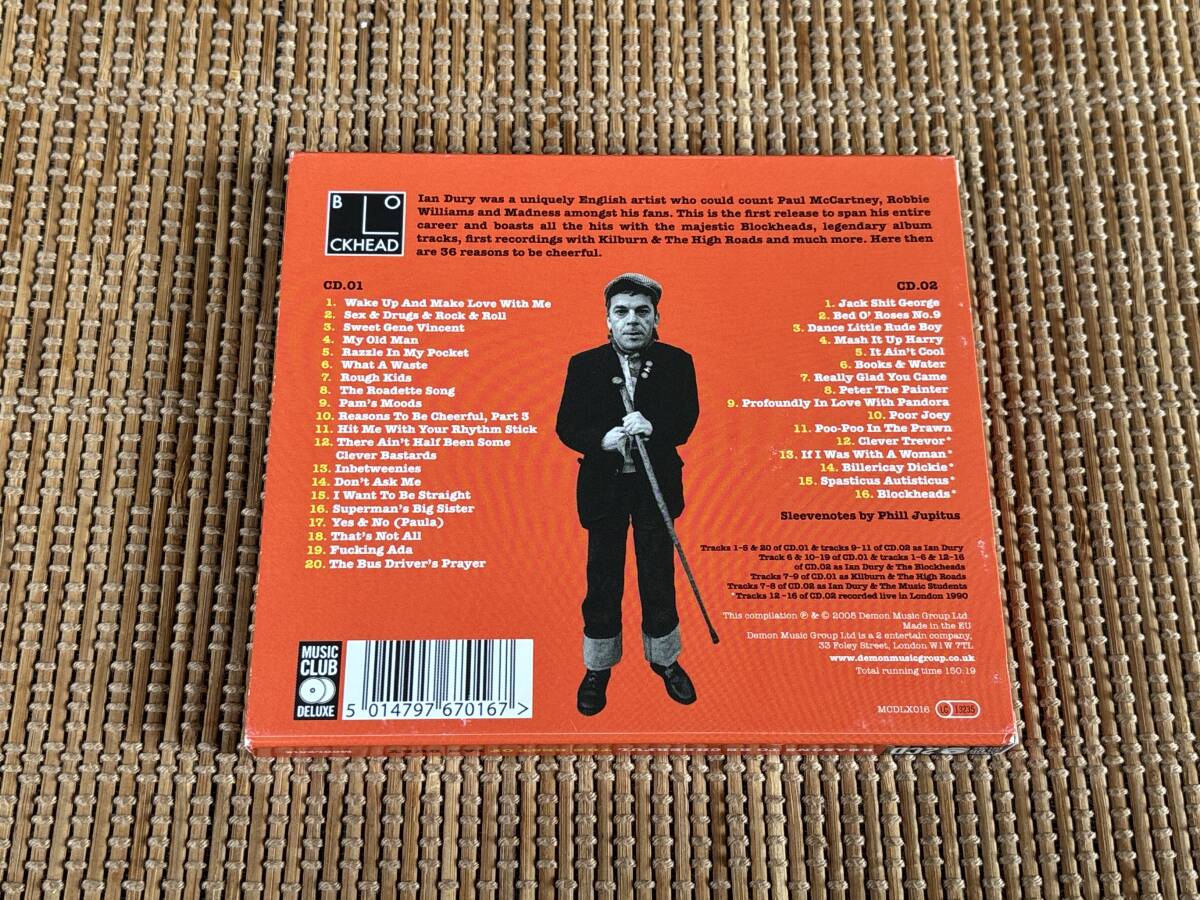 BLO
CKHEAD
Ian Dury was a uniquely English artist who could count Paul McCartney, Robbie
Williams and Madness amongst his fans. This is the first release to span his entire
career and boasts all the hits with the majestic Blockheads, legendary album
tracks, first recordings with Kilburn & The High Roads and much more. Here then
are 36 reasons to be cheerful.
CD.01
1. Wake Up And Make Love With Me
2. Sex & Drugs & Rock & Roll
3. Sweet Gene Vincent
4. My Old Man
5. Razzle In My Pocket
6. What A Waste
7. Rough Kids
8. The Roadette Song
9. Pam's Moods
10. Reasons To Be Cheerful, Part 3
11. Hit Me With Your Rhythm Stick
12. There Ain't Half Been Some
Clever Bastards
13. Inbetweenies
14. Don't Ask Me
15. I Want To Be Straight
16. Superman's Big Sister
17. Yes & No (Paula)
18. That's Not All
19. Fucking Ada
20. The Bus Driver's Prayer
CD.02
1. Jack Shit George
2. Bed O' Roses No.9
3. Dance Little Rude Boy
4. Mash It Up Harry
5. It Ain't Cool
6. Books & Water
7. Really Glad You Came
8. Peter The Painter
9. Profoundly In Love With Pandora
10. Poor Joey
11. Poo-Poo In The Prawn
12. Clever Trevor*
13. If I Was With A Woman*
14. Billericay Dickie*
15. Spasticus Autisticus*
16. Blockheads*
Sleevenotes by Phill Jupitus
Tracks 1-5 & 20 of CD.01 & tracks 9-11 of CD.02 as Ian Dury
Track 6 & 10-19 of CD.01 & tracks 1-6 & 12-16
of CD.02 as Ian Dury & The Blockheads
Tracks 7-9 of CD.01 as Kilburn & The High Roads
Tracks 7-8 of CD.02 as Ian Dury & The Music Students
*Tracks 12-16 of CD.02 recorded live in London 1990
This compilation ℗ & © 2005 Demon Music Group Ltd.
Made in the EU
Demon Music Group Ltd is a 2 entertain company,
33 Foley Street, London W1W 7TL
www.demonmusicgroup.co.uk
Total running time 150:19
MUSIC
CLUB
DELUXE
5 014797 670167 >
MCDLX016 LC 13235
2CD